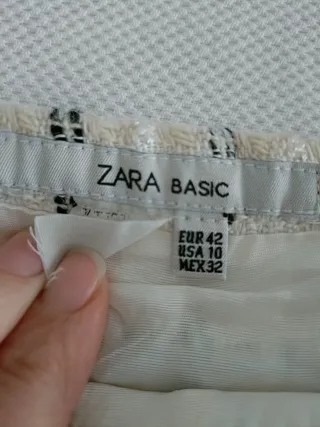 ZARA BASIC
EUR 42
USA 10
MEX 32